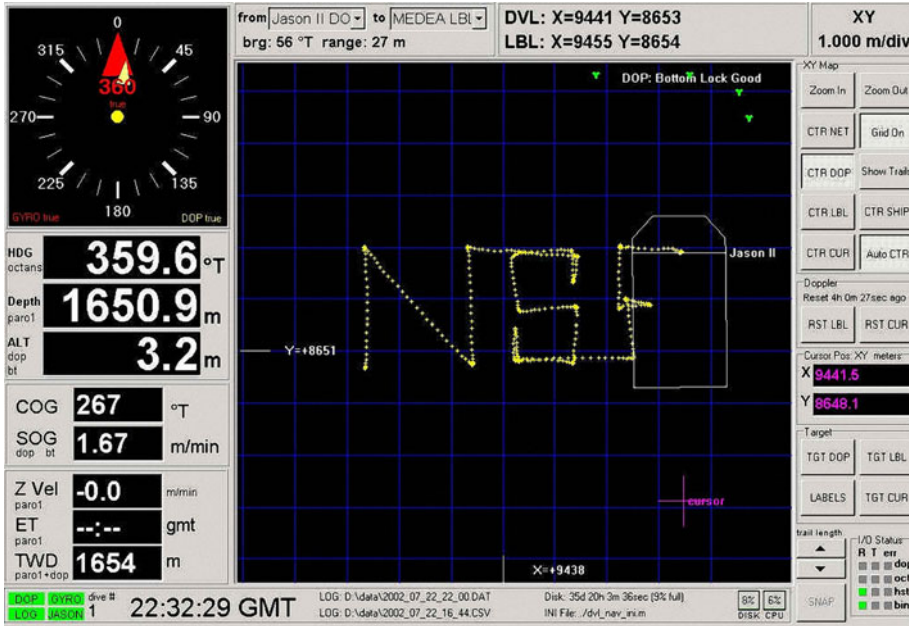 from Jason II DO to MEDEA LBL
brg: 56 °T range: 27 m
DVL: X=9441 Y=8653
LBL: X=9455 Y=8654
XY
1.000 m/div
0
315
45
360
true
270
90
225
135
180
GYRO true
DOP true
DOP: Bottom Lock Good
NSF
Jason II
Y=+8651
cursor
X=+9438
HDG
octans
359.6 °T
Depth
paro1
1650.9 m
ALT
dop
bt
3.2 m
COG 267 °T
SOG
dop bt
1.67 m/min
Z Vel
paro1
-0.0 m/min
ET
paro1
--:-- gmt
TWD
paro1+dop
1654 m
XY Map
Zoom In Zoom Out
CTR NET Grid On
CTR DOP Show Trails
CTR LBL CTR SHIP
CTR CUR Auto CTR
Doppler
Reset 4h 0m 27sec ago
RST LBL RST CUR
Cursor Pos: XY meters
X 9441.5
Y 8648.1
Target
TGT DOP TGT LBL
LABELS TGT CUR
trail length
SNAP
I/O Status
R T err
dop
oct
hst
bin
DOP GYRO dive #
LOG JASON 1
22:32:29 GMT
LOG: D:\data\2002_07_22_22_00.DAT
LOG: D:\data\2002_07_22_16_44.CSV
Disk: 35d 20h 3m 36sec (9% full)
INI File: ./dvl_nav_ini.m
8% 6%
DISK CPU